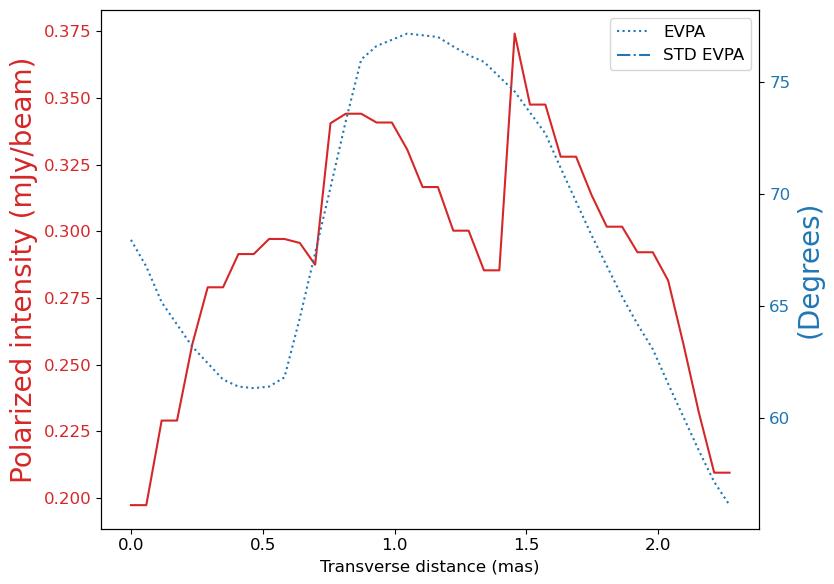 EVPA
STD EVPA
Polarized intensity (mJy/beam)
0.375
0.350
0.325
0.300
0.275
0.250
0.225
0.200
75
70
65
60
(Degrees)
0.0 0.5 1.0 1.5 2.0
Transverse distance (mas)